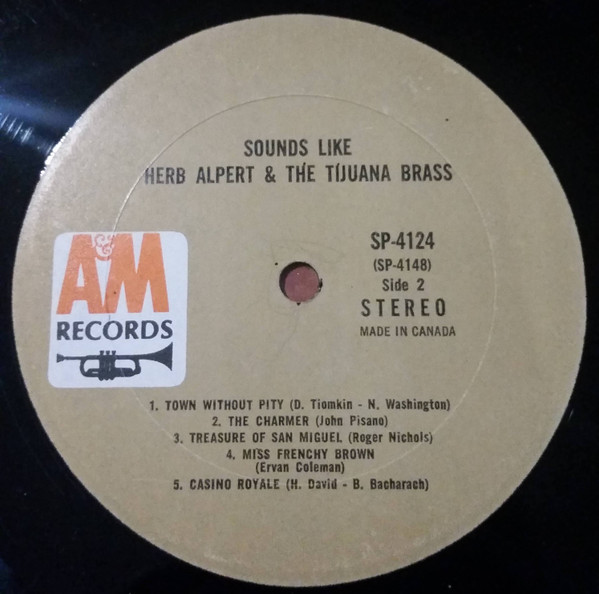 SOUNDS LIKE
HERB ALPERT & THE TIJUANA BRASS
A&M
RECORDS
SP-4124
(SP-4148)
Side 2
STEREO
MADE IN CANADA
1. TOWN WITHOUT PITY (D. Tiomkin - N. Washington)
2. THE CHARMER (John Pisano)
3. TREASURE OF SAN MIGUEL (Roger Nichols)
4. MISS FRENCHY BROWN
(Ervan Coleman)
5. CASINO ROYALE (H. David - B. Bacharach)